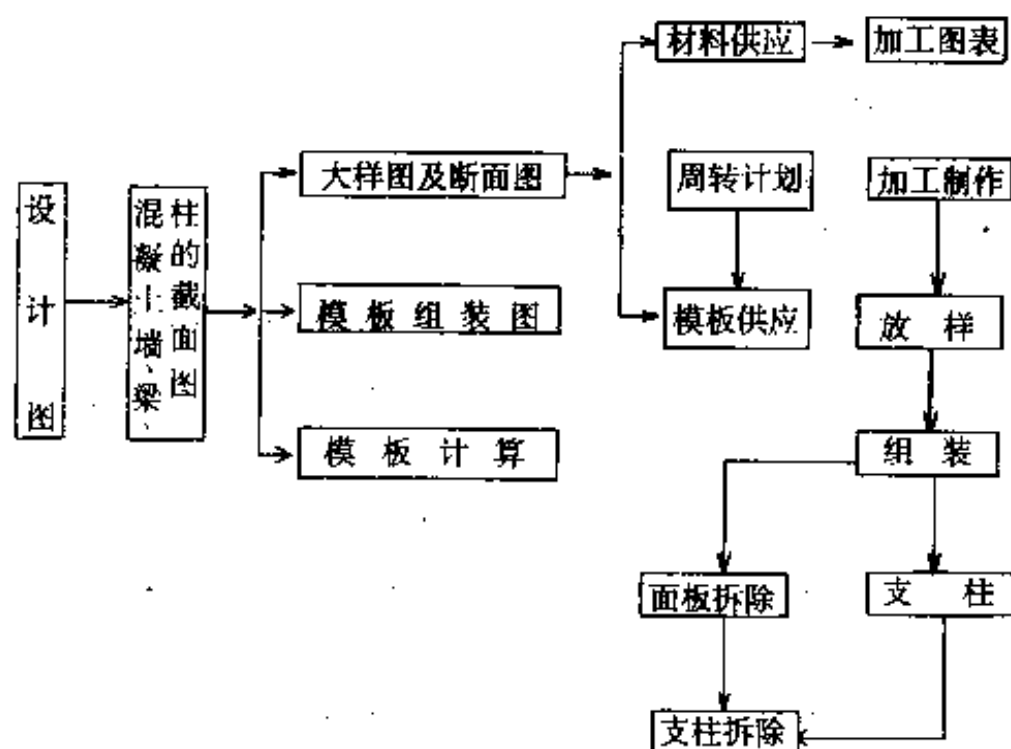 设计图
混凝土墙、梁、
柱的截面图
大样图及断面图
模板组装图
模板计算
材料供应
加工图表
周转计划
加工制作
模板供应
放样
组装
面板拆除
支柱
支柱拆除